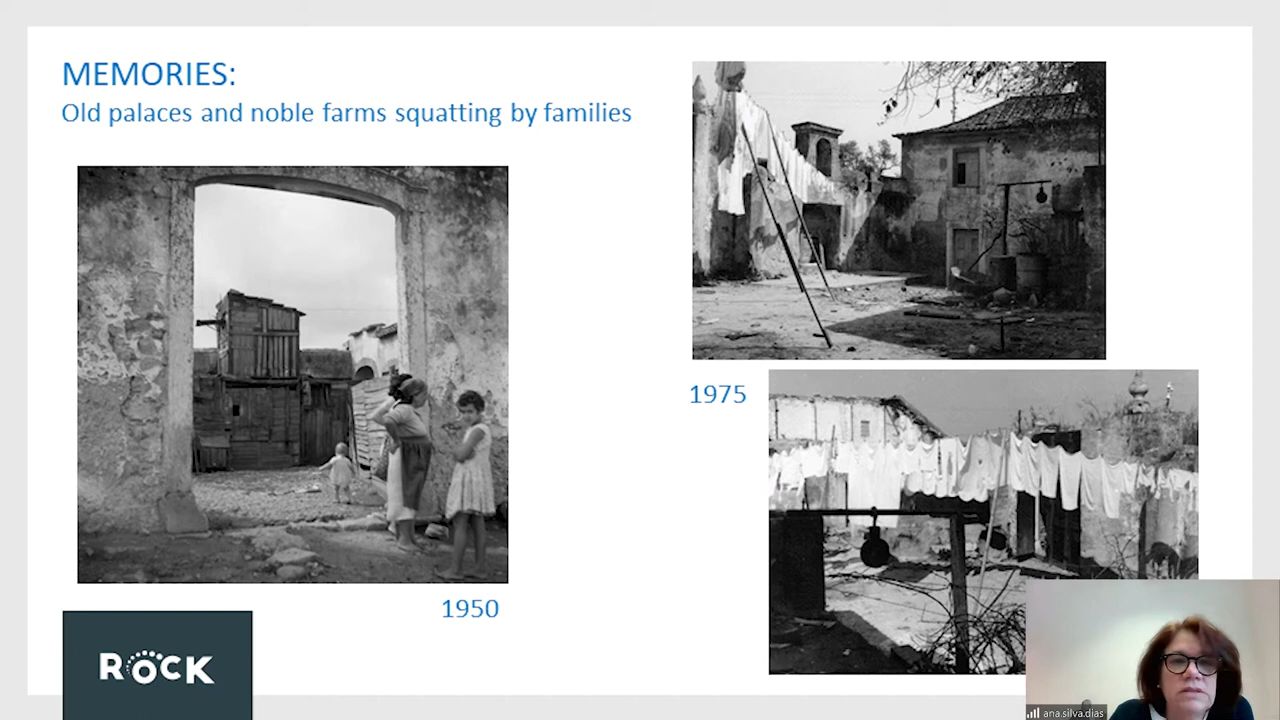 MEMORIES:
Old palaces and noble farms squatting by families
1975
1950
ROCK
ana.silva.dias